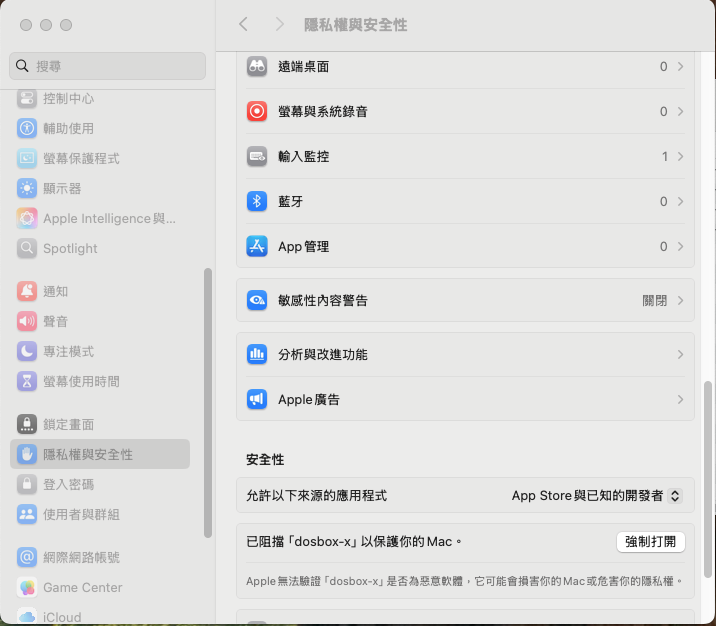 隱私權與安全性
搜尋
控制中心
輔助使用
螢幕保護程式
顯示器
Apple Intelligence與...
Spotlight
通知
聲音
專注模式
螢幕使用時間
鎖定畫面
隱私權與安全性
登入密碼
使用者與群組
網際網路帳號
Game Center
iCloud
遠端桌面 0
螢幕與系統錄音 0
輸入監控 1
藍牙 0
App管理 0
敏感性內容警告 關閉
分析與改進功能
Apple廣告
安全性
允許以下來源的應用程式 App Store與已知的開發者
已阻擋「dosbox-x」以保護你的Mac。 強制打開
Apple無法驗證「dosbox-x」是否為惡意軟體，它可能會損害你的Mac或危害你的隱私權。